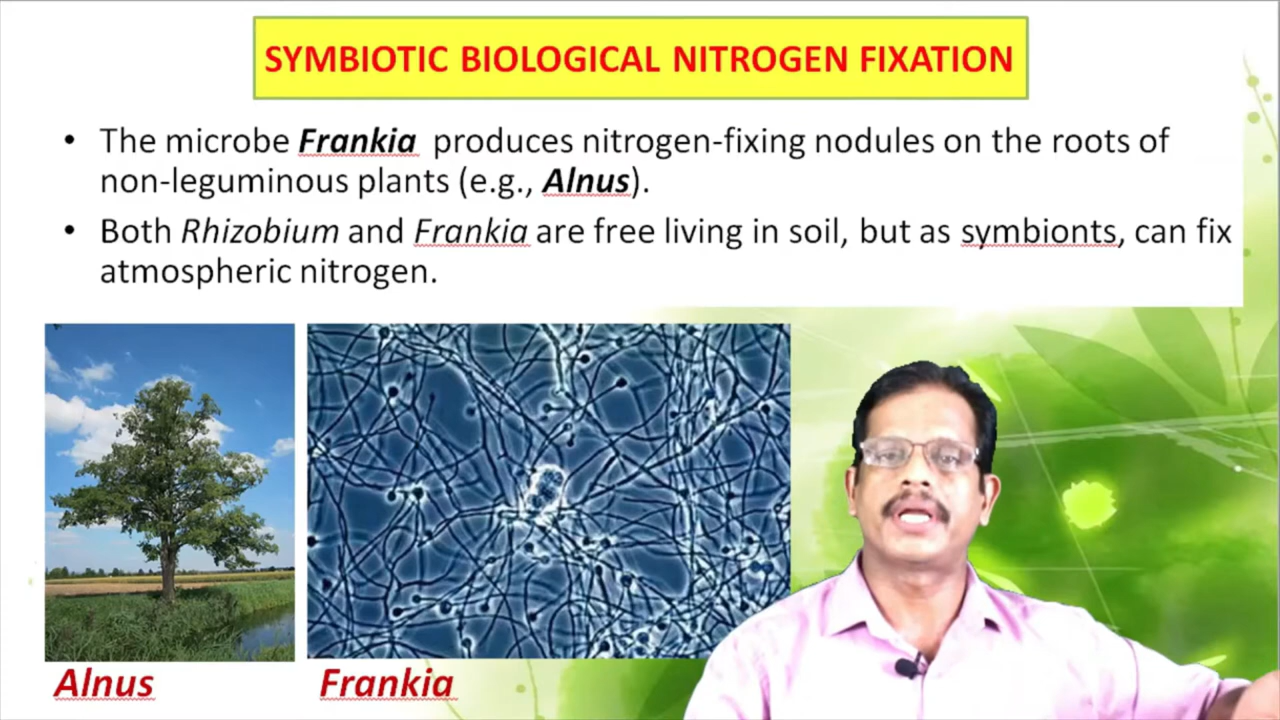 SYMBIOTIC BIOLOGICAL NITROGEN FIXATION
• The microbe Frankia produces nitrogen-fixing nodules on the roots of
non-leguminous plants (e.g., Alnus).
• Both Rhizobium and Frankia are free living in soil, but as symbionts, can fix
atmospheric nitrogen.
Alnus
Frankia